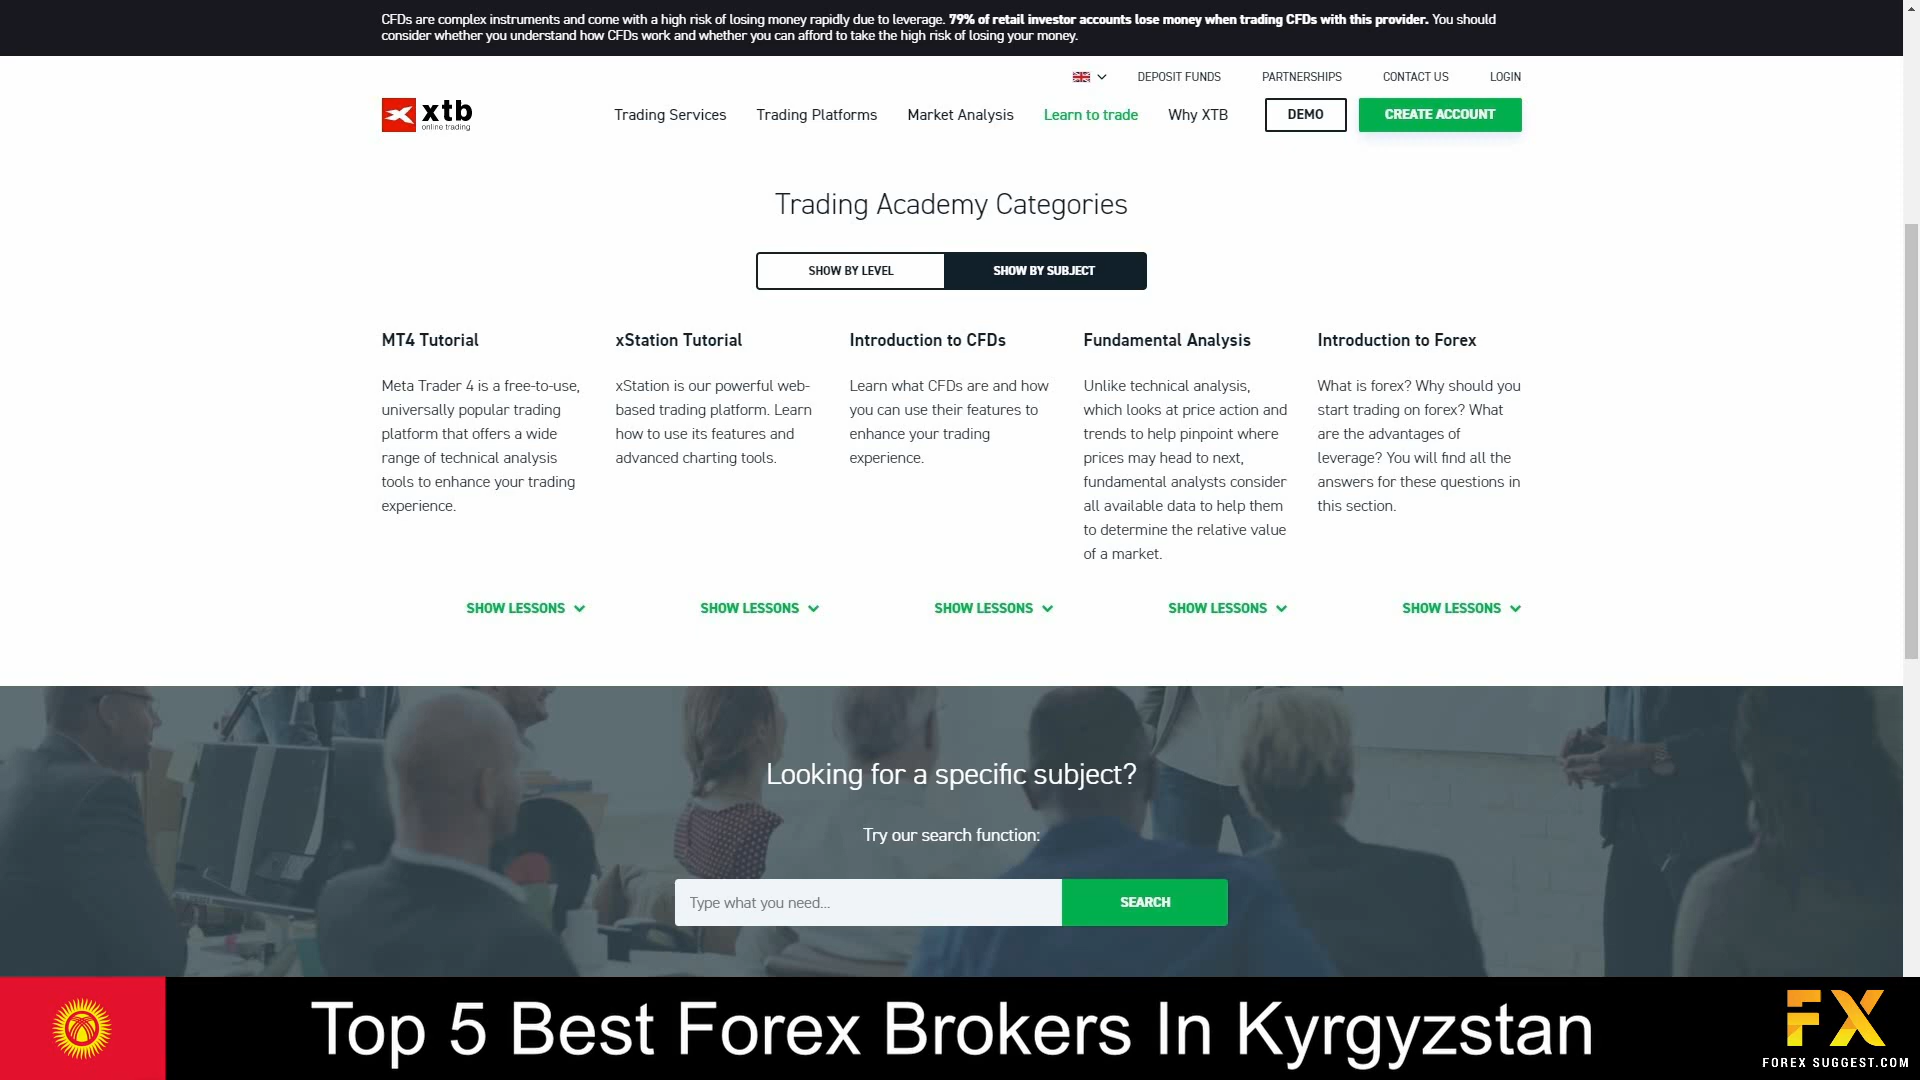 CFDs are complex instruments and come with a high risk of losing money rapidly due to leverage. 79% of retail investor accounts lose money when trading CFDs with this provider. You should
consider whether you understand how CFDs work and whether you can afford to take the high risk of losing your money.
DEPOSIT FUNDS
PARTNERSHIPS
CONTACT US
LOGIN
xtb
online trading
Trading Services
Trading Platforms
Market Analysis
Learn to trade
Why XTB
DEMO
CREATE ACCOUNT
Trading Academy Categories
SHOW BY LEVEL
SHOW BY SUBJECT
MT4 Tutorial
Meta Trader 4 is a free-to-use,
universally popular trading
platform that offers a wide
range of technical analysis
tools to enhance your trading
experience.
SHOW LESSONS
xStation Tutorial
xStation is our powerful web-
based trading platform. Learn
how to use its features and
advanced charting tools.
SHOW LESSONS
Introduction to CFDs
Learn what CFDs are and how
you can use their features to
enhance your trading
experience.
SHOW LESSONS
Fundamental Analysis
Unlike technical analysis,
which looks at price action and
trends to help pinpoint where
prices may head to next,
fundamental analysts consider
all available data to help them
to determine the relative value
of a market.
SHOW LESSONS
Introduction to Forex
What is forex? Why should you
start trading on forex? What
are the advantages of
leverage? You will find all the
answers for these questions in
this section.
SHOW LESSONS
Looking for a specific subject?
Try our search function:
Type what you need...
SEARCH
Top 5 Best Forex Brokers In Kyrgyzstan
FX
FOREX SUGGEST.COM